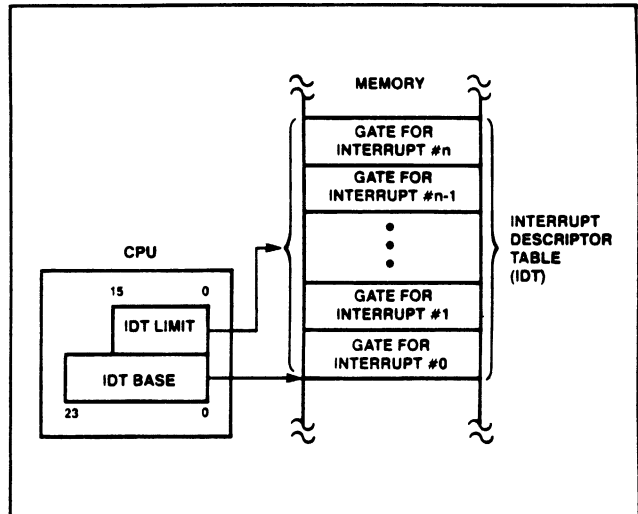 MEMORY
GATE FOR
INTERRUPT #n
GATE FOR
INTERRUPT #n-1
INTERRUPT
DESCRIPTOR
TABLE
(IDT)
CPU
15 0
IDT LIMIT
GATE FOR
INTERRUPT #1
IDT BASE
GATE FOR
INTERRUPT #0
23 0